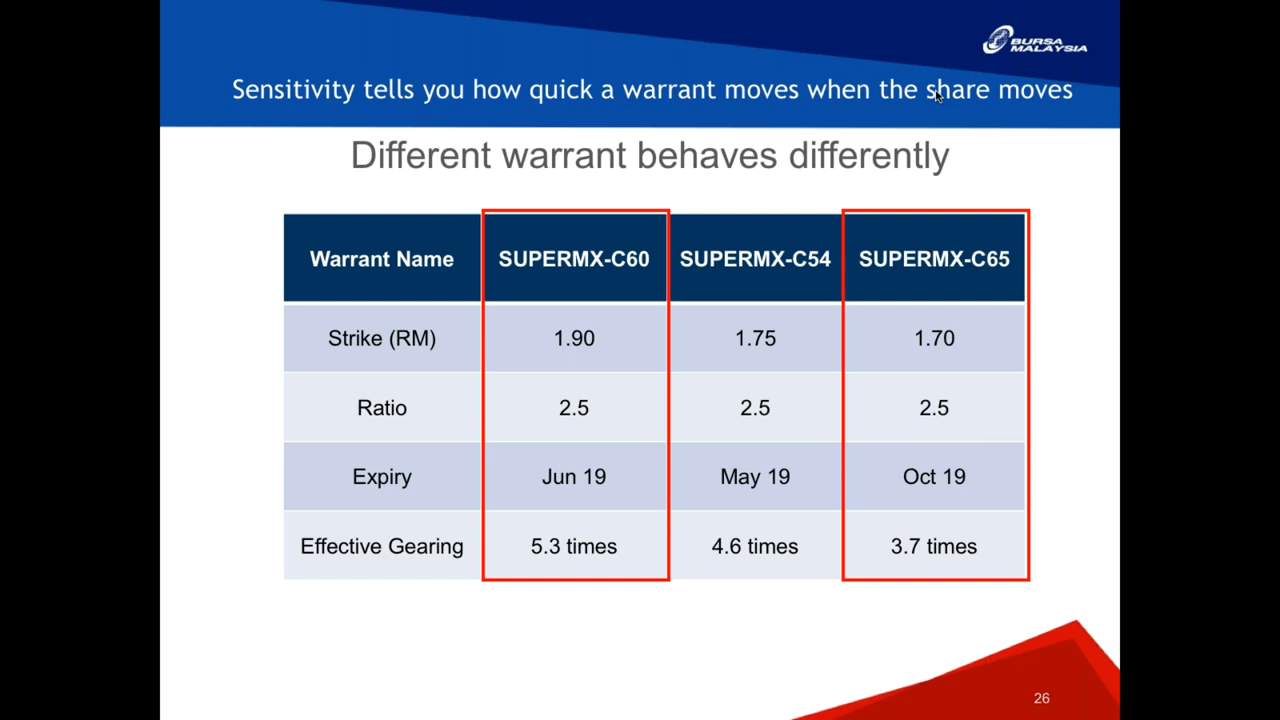 BURSA
MALAYSIA
Sensitivity tells you how quick a warrant moves when the share moves
Different warrant behaves differently
Warrant Name SUPERMX-C60 SUPERMX-C54 SUPERMX-C65
Strike (RM) 1.90 1.75 1.70
Ratio 2.5 2.5 2.5
Expiry Jun 19 May 19 Oct 19
Effective Gearing 5.3 times 4.6 times 3.7 times
26